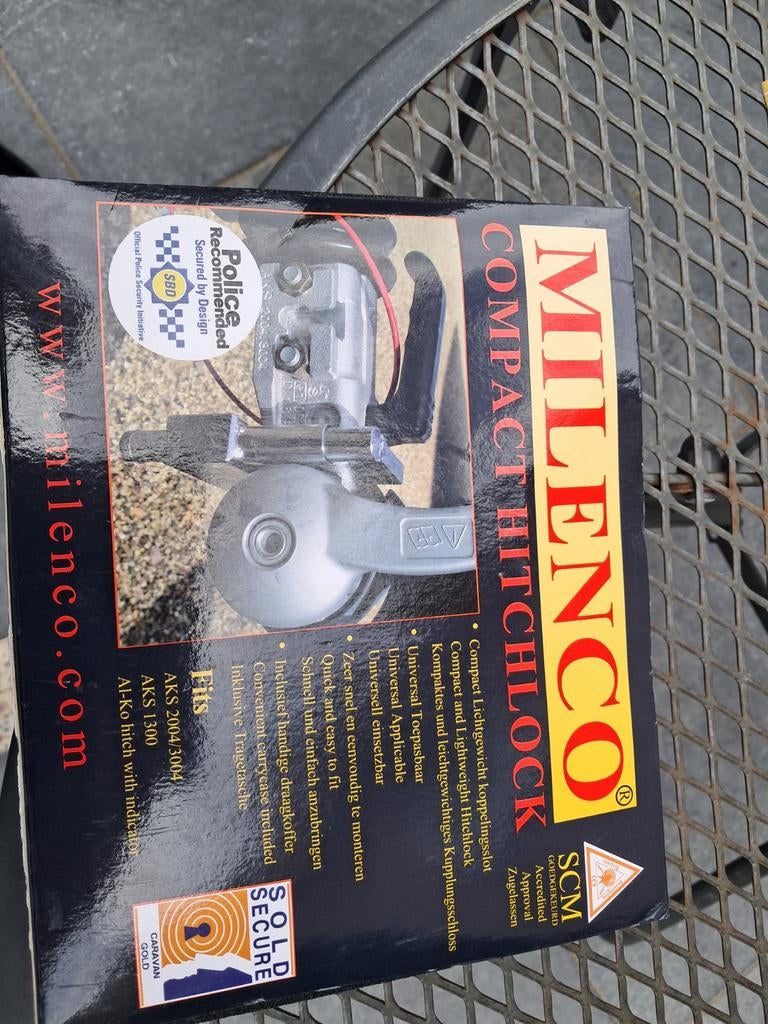 MILENCO®
COMPACT HITCHLOCK
SCM
GOEDGEKEURD
Accredited
Approval
Zugelassen
Police
Recommended
Secured by Design
SBD
Official Police Security Initiative
• Compact Lichtgewicht koppelingsslot
Compact and Lightweight Hitchlock
Kompaktes und leichtgewichtiges Kupplungsschloss
• Universal Toepasbaar
Universal Applicable
Universell einsetzbar
• Zeer snel en eenvoudig te monteren
Quick and easy to fit
Schnell und einfach anzubringen
• Inclusief handige draagkoffer
Convenient carrycase included
Inklusive Tragetasche
Fits
AKS 2004/3004
AKS 1300
Al-Ko hitch with indicator
SOLD
SECURE
CARAVAN
GOLD
www.milenco.com